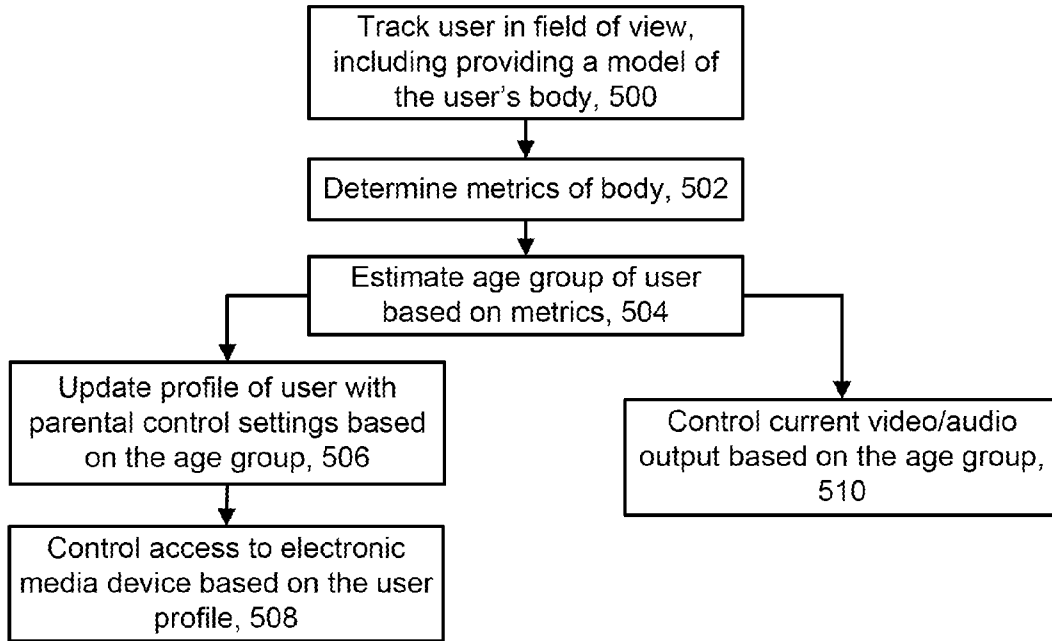 Track user in field of view,
including providing a model of
the user's body, 500
Determine metrics of body, 502
Estimate age group of user
based on metrics, 504
Update profile of user with
parental control settings based
on the age group, 506
Control current video/audio
output based on the age group,
510
Control access to electronic
media device based on the user
profile, 508